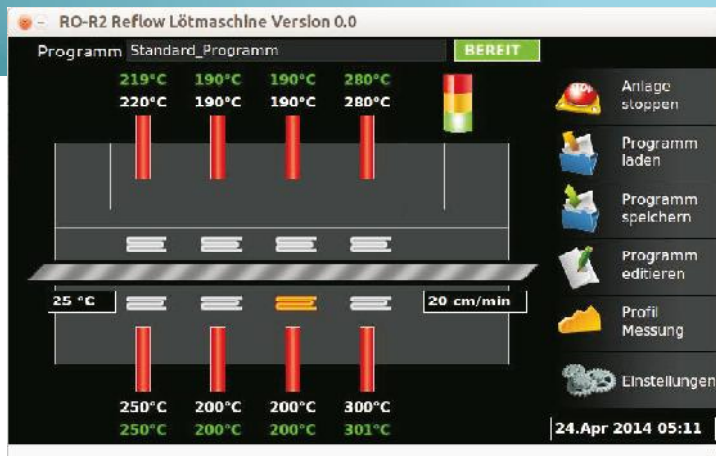 RO-R2 Reflow Lötmaschine Version 0.0
Programm Standard_Programm BEREIT
219°C 190°C 190°C 280°C
220°C 190°C 190°C 280°C
Anlage
stoppen
Programm
laden
Programm
speichern
Programm
editieren
25 °C 20 cm/min
Profil
Messung
Einstellungen
250°C 200°C 200°C 300°C
250°C 200°C 200°C 301°C
24.Apr 2014 05:11